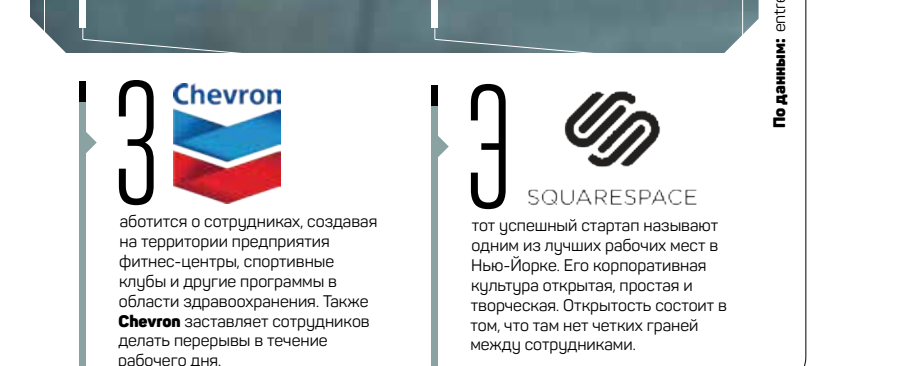 З
Chevron
аботится о сотрудниках, создавая
на территории предприятия
фитнес-центры, спортивные
клубы и другие программы в
области здравоохранения. Также
Chevron заставляет сотрудников
делать перерывы в течение
рабочего дня.
Э
SQUARESPACE
тот успешный стартап называют
одним из лучших рабочих мест в
Нью-Йорке. Его корпоративная
культура открытая, простая и
творческая. Открытость состоит в
том, что там нет четких граней
между сотрудниками.
По данным: